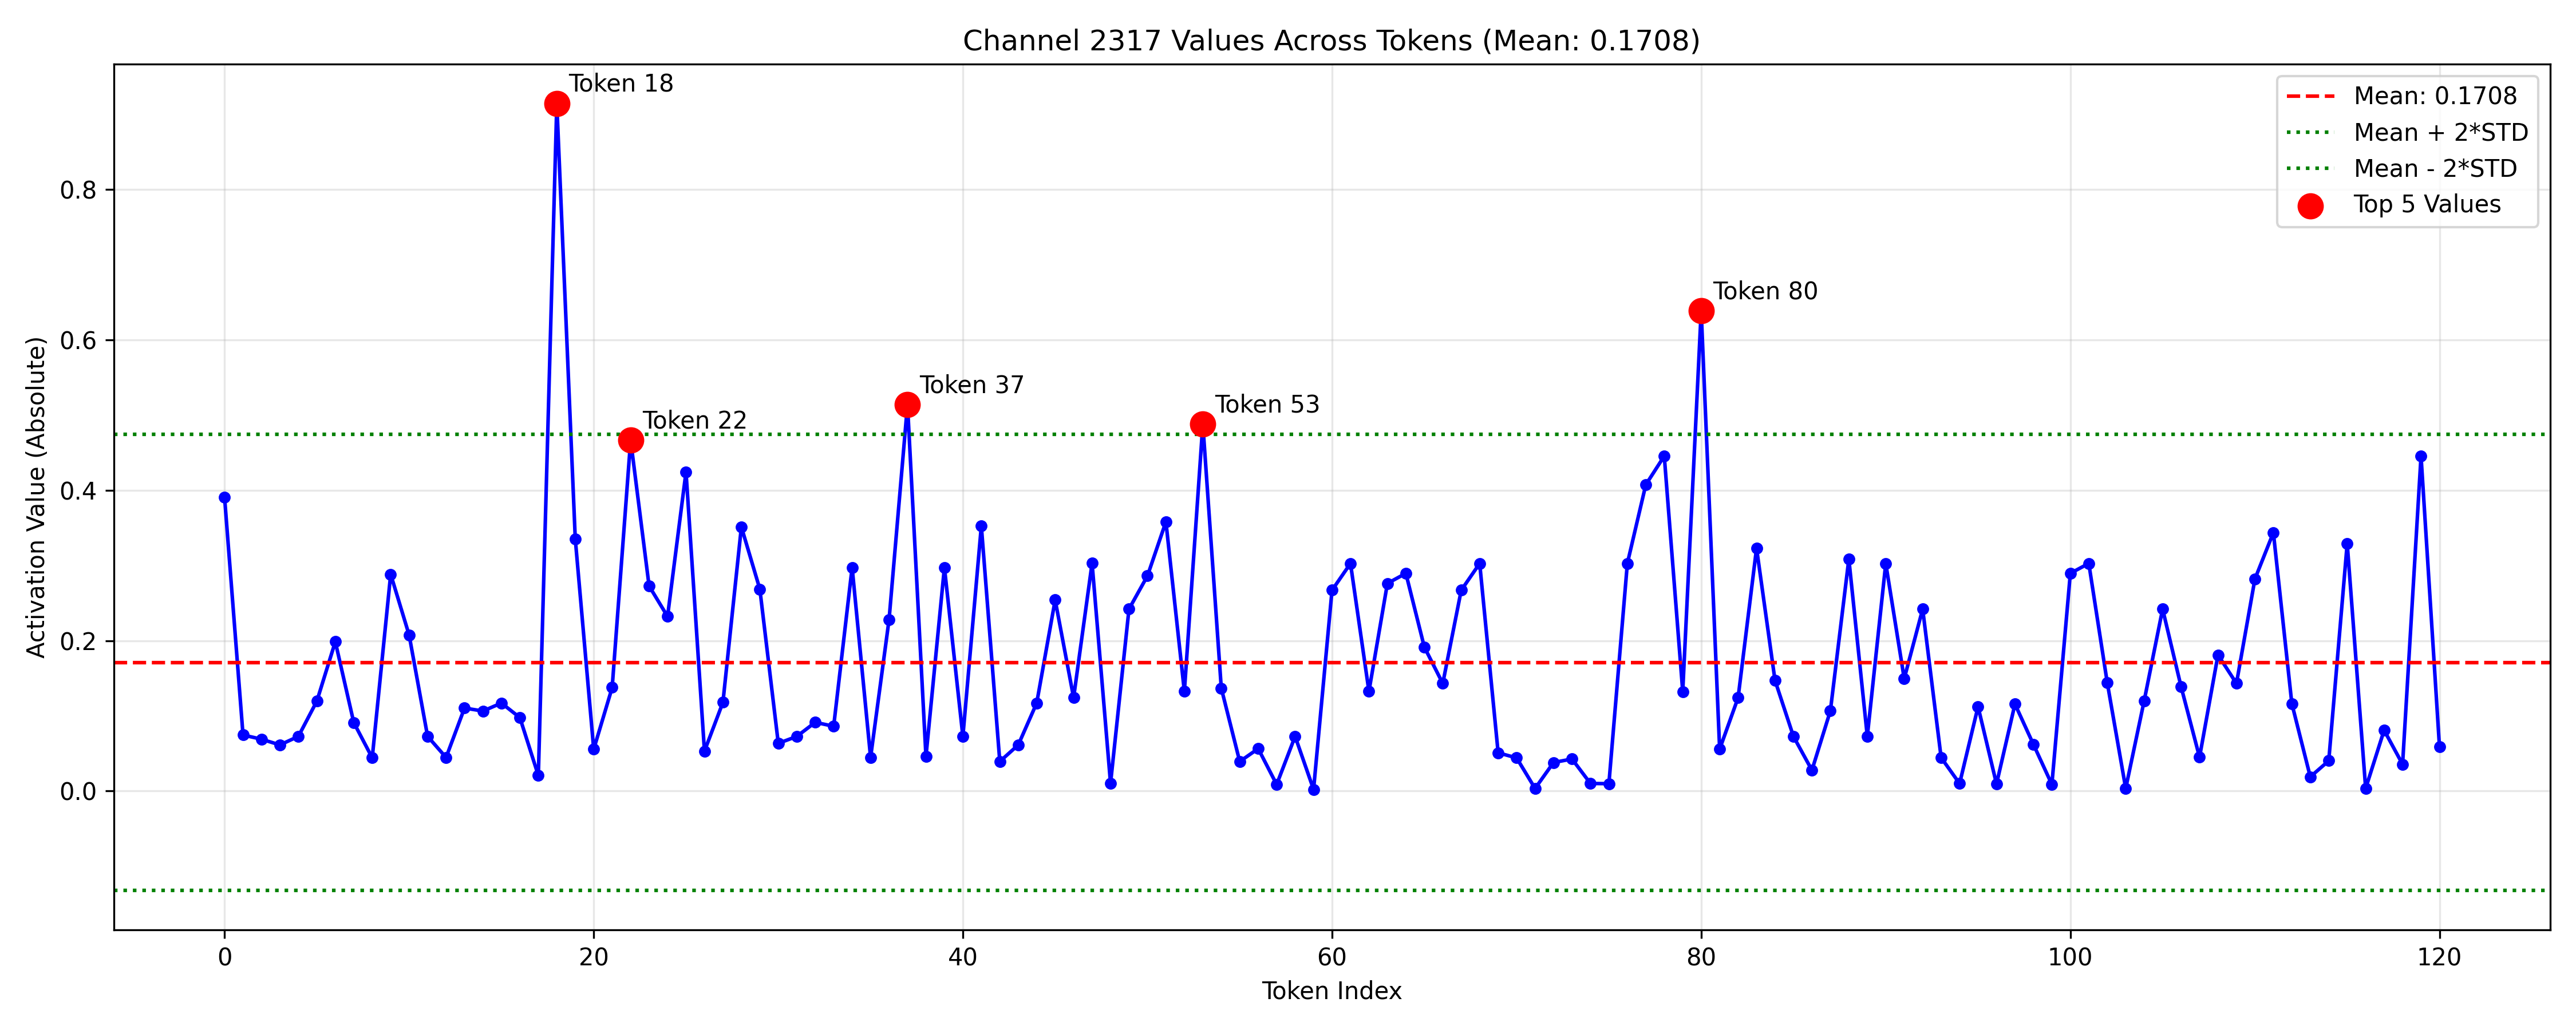 Channel 2317 Values Across Tokens (Mean: 0.1708)
Token 18
Mean: 0.1708
Mean + 2*STD
Mean - 2*STD
Top 5 Values
Token 80
Token 37
Token 53
Token 22
Activation Value (Absolute)
0.8
0.6
0.4
0.2
0.0
0 20 40 60 80 100 120
Token Index